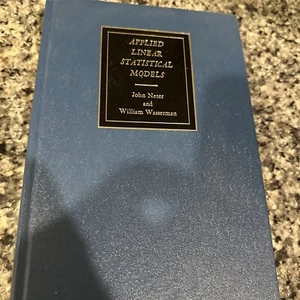 APPLIED
LINEAR
STATISTICAL
MODELS
John Neter
and
William Wasserman